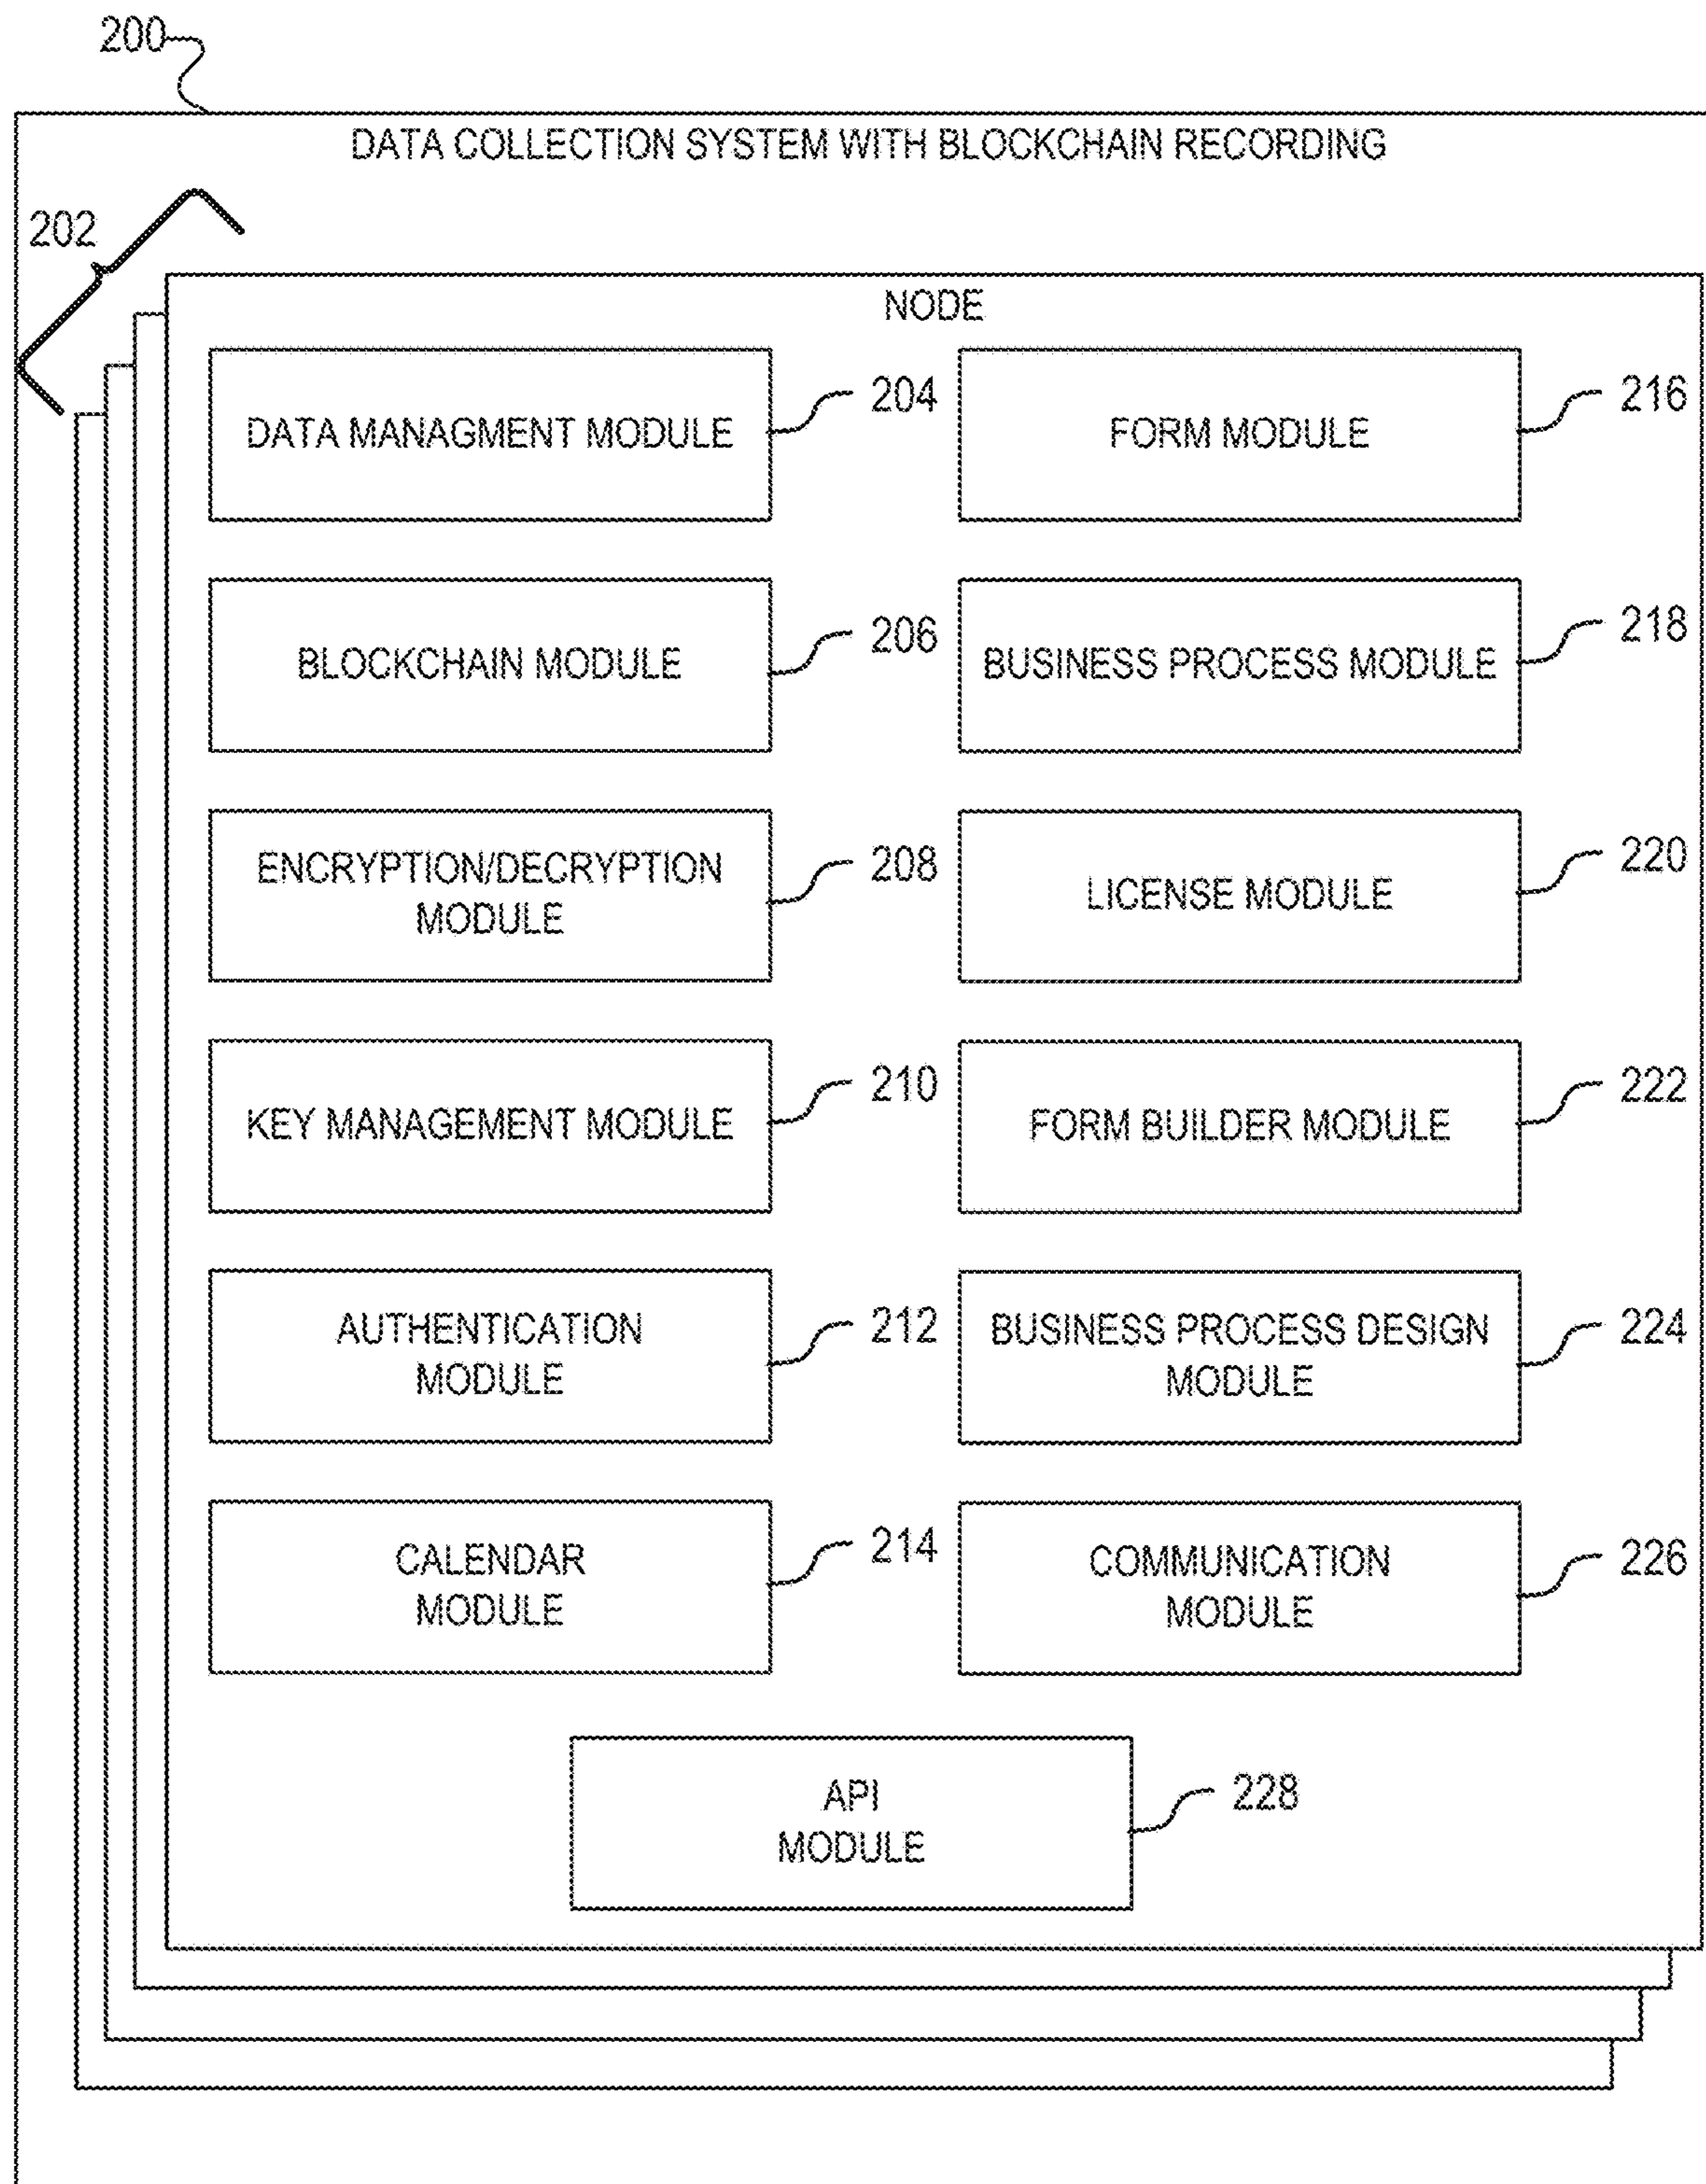 200
DATA COLLECTION SYSTEM WITH BLOCKCHAIN RECORDING
202
NODE
DATA MANAGMENT MODULE
204
FORM MODULE
216
BLOCKCHAIN MODULE
206
BUSINESS PROCESS MODULE
218
ENCRYPTION/DECRYPTION
MODULE
208
LICENSE MODULE
220
KEY MANAGEMENT MODULE
210
FORM BUILDER MODULE
222
AUTHENTICATION
MODULE
212
BUSINESS PROCESS DESIGN
MODULE
224
CALENDAR
MODULE
214
COMMUNICATION
MODULE
226
API
MODULE
228